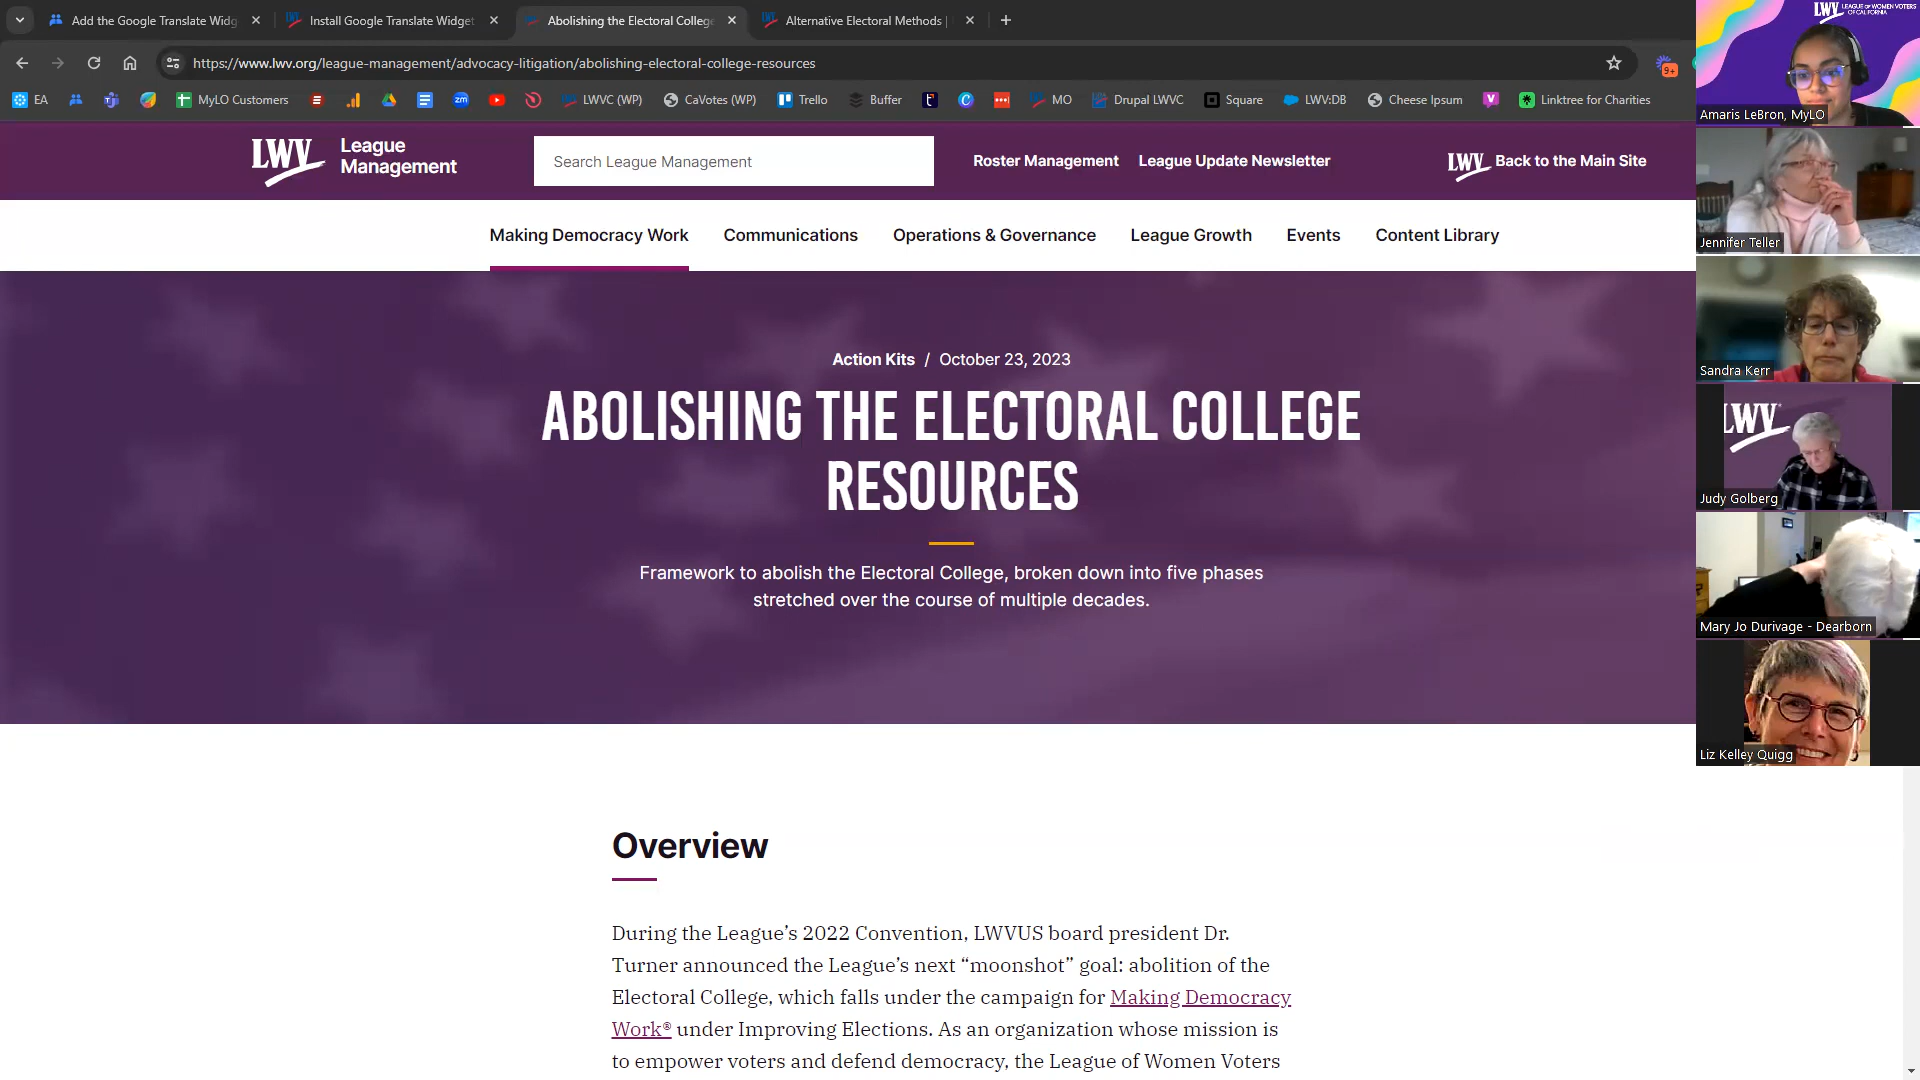 Add the Google Translate Widg
Install Google Translate Widget
Abolishing the Electoral College
Alternative Electoral Methods |
https://www.lwv.org/league-management/advocacy-litigation/abolishing-electoral-college-resources
9+
EA
MyLO Customers
LWVC (WP)
CaVotes (WP)
Trello
Buffer
MO
Drupal LWVC
Square
LWV:DB
Cheese Ipsum
Linktree for Charities
LWV
League
Management
Search League Management
Roster Management
League Update Newsletter
LWV Back to the Main Site
Making Democracy Work
Communications
Operations & Governance
League Growth
Events
Content Library
Action Kits / October 23, 2023
ABOLISHING THE ELECTORAL COLLEGE
RESOURCES
Framework to abolish the Electoral College, broken down into five phases
stretched over the course of multiple decades.
Overview
During the League’s 2022 Convention, LWVUS board president Dr.
Turner announced the League’s next “moonshot” goal: abolition of the
Electoral College, which falls under the campaign for Making Democracy
Work® under Improving Elections. As an organization whose mission is
to empower voters and defend democracy, the League of Women Voters
LWV LEAGUE OF WOMEN VOTERS
OF CALIFORNIA
Amaris LeBron, MyLO
Jennifer Teller
Sandra Kerr
LWV
Judy Golberg
Mary Jo Durivage - Dearborn
Liz Kelley Quigg